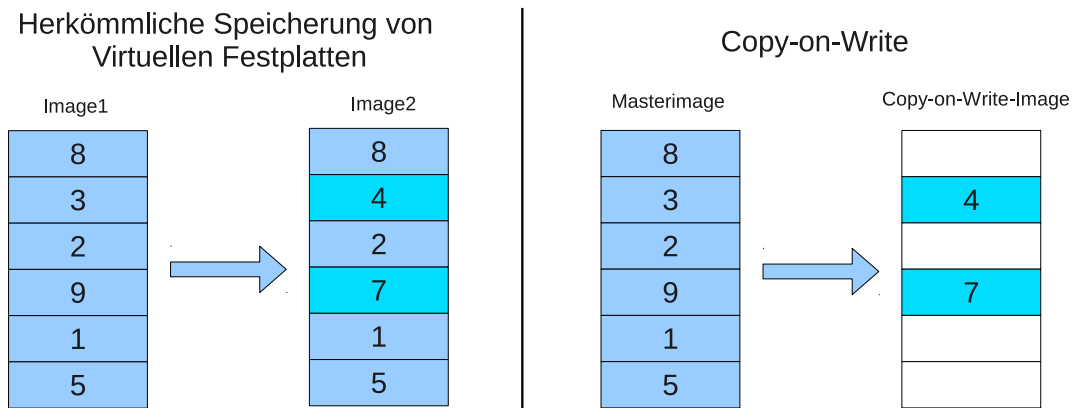 Herkömmliche Speicherung von
Virtuellen Festplatten
Image1
Image2
8
3
2
9
1
5
8
4
2
7
1
5
Copy-on-Write
Masterimage
Copy-on-Write-Image
8
3
2
9
1
5
4
7